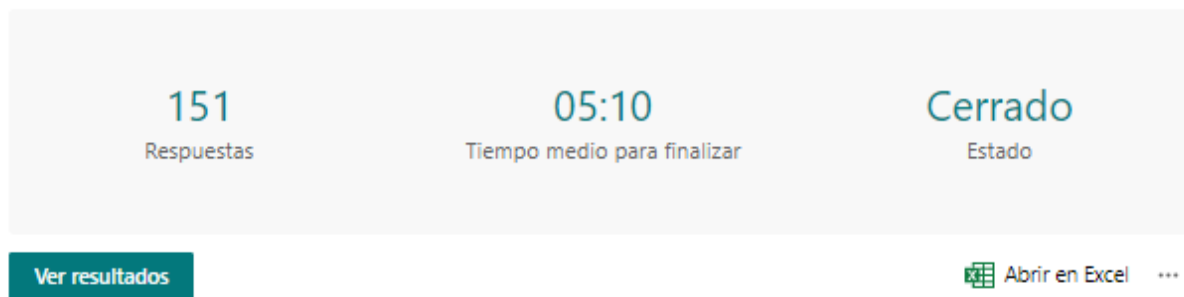 151 05:10 Cerrado
Respuestas Tiempo medio para finalizar Estado
Ver resultados Abrir en Excel ...